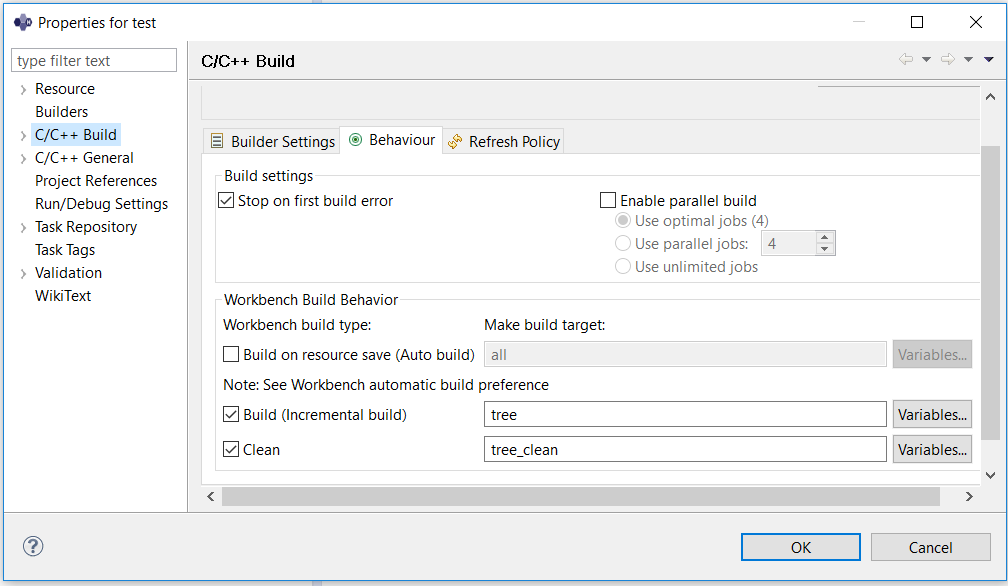 Properties for test
type filter text
C/C++ Build
Resource
Builders
C/C++ Build
C/C++ General
Project References
Run/Debug Settings
Task Repository
Task Tags
Validation
WikiText
Builder Settings Behaviour Refresh Policy
Build settings
Stop on first build error Enable parallel build
Use optimal jobs (4)
Use parallel jobs: 4
Use unlimited jobs
Workbench Build Behavior
Workbench build type: Make build target:
Build on resource save (Auto build) all Variables...
Note: See Workbench automatic build preference
Build (Incremental build) tree Variables...
Clean tree_clean Variables...
?
OK Cancel